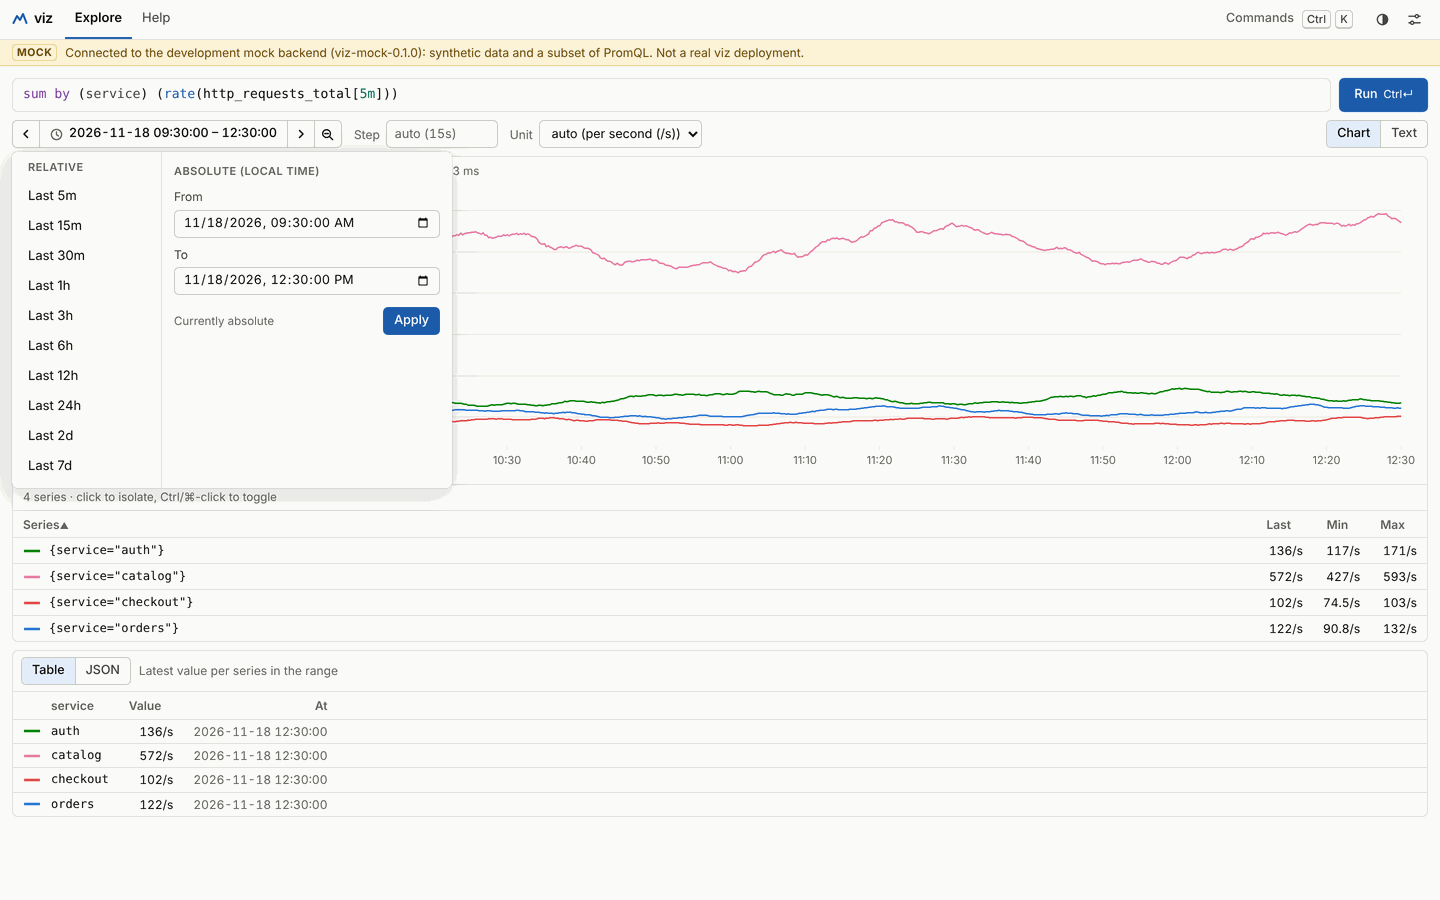 viz Explore Help Commands Ctrl K
MOCK Connected to the development mock backend (viz-mock-0.1.0): synthetic data and a subset of PromQL. Not a real viz deployment.
sum by (service) (rate(http_requests_total[5m])) Run Ctrl↵
2026-11-18 09:30:00 – 12:30:00 Step auto (15s) Unit auto (per second (/s)) Chart Text
RELATIVE
Last 5m
Last 15m
Last 30m
Last 1h
Last 3h
Last 6h
Last 12h
Last 24h
Last 2d
Last 7d
ABSOLUTE (LOCAL TIME)
From
11/18/2026, 09:30:00 AM
To
11/18/2026, 12:30:00 PM
Currently absolute Apply
3 ms
10:30 10:40 10:50 11:00 11:10 11:20 11:30 11:40 11:50 12:00 12:10 12:20 12:30
4 series · click to isolate, Ctrl/⌘-click to toggle
Series▲ Last Min Max
{service="auth"} 136/s 117/s 171/s
{service="catalog"} 572/s 427/s 593/s
{service="checkout"} 102/s 74.5/s 103/s
{service="orders"} 122/s 90.8/s 132/s
Table JSON Latest value per series in the range
service Value At
auth 136/s 2026-11-18 12:30:00
catalog 572/s 2026-11-18 12:30:00
checkout 102/s 2026-11-18 12:30:00
orders 122/s 2026-11-18 12:30:00